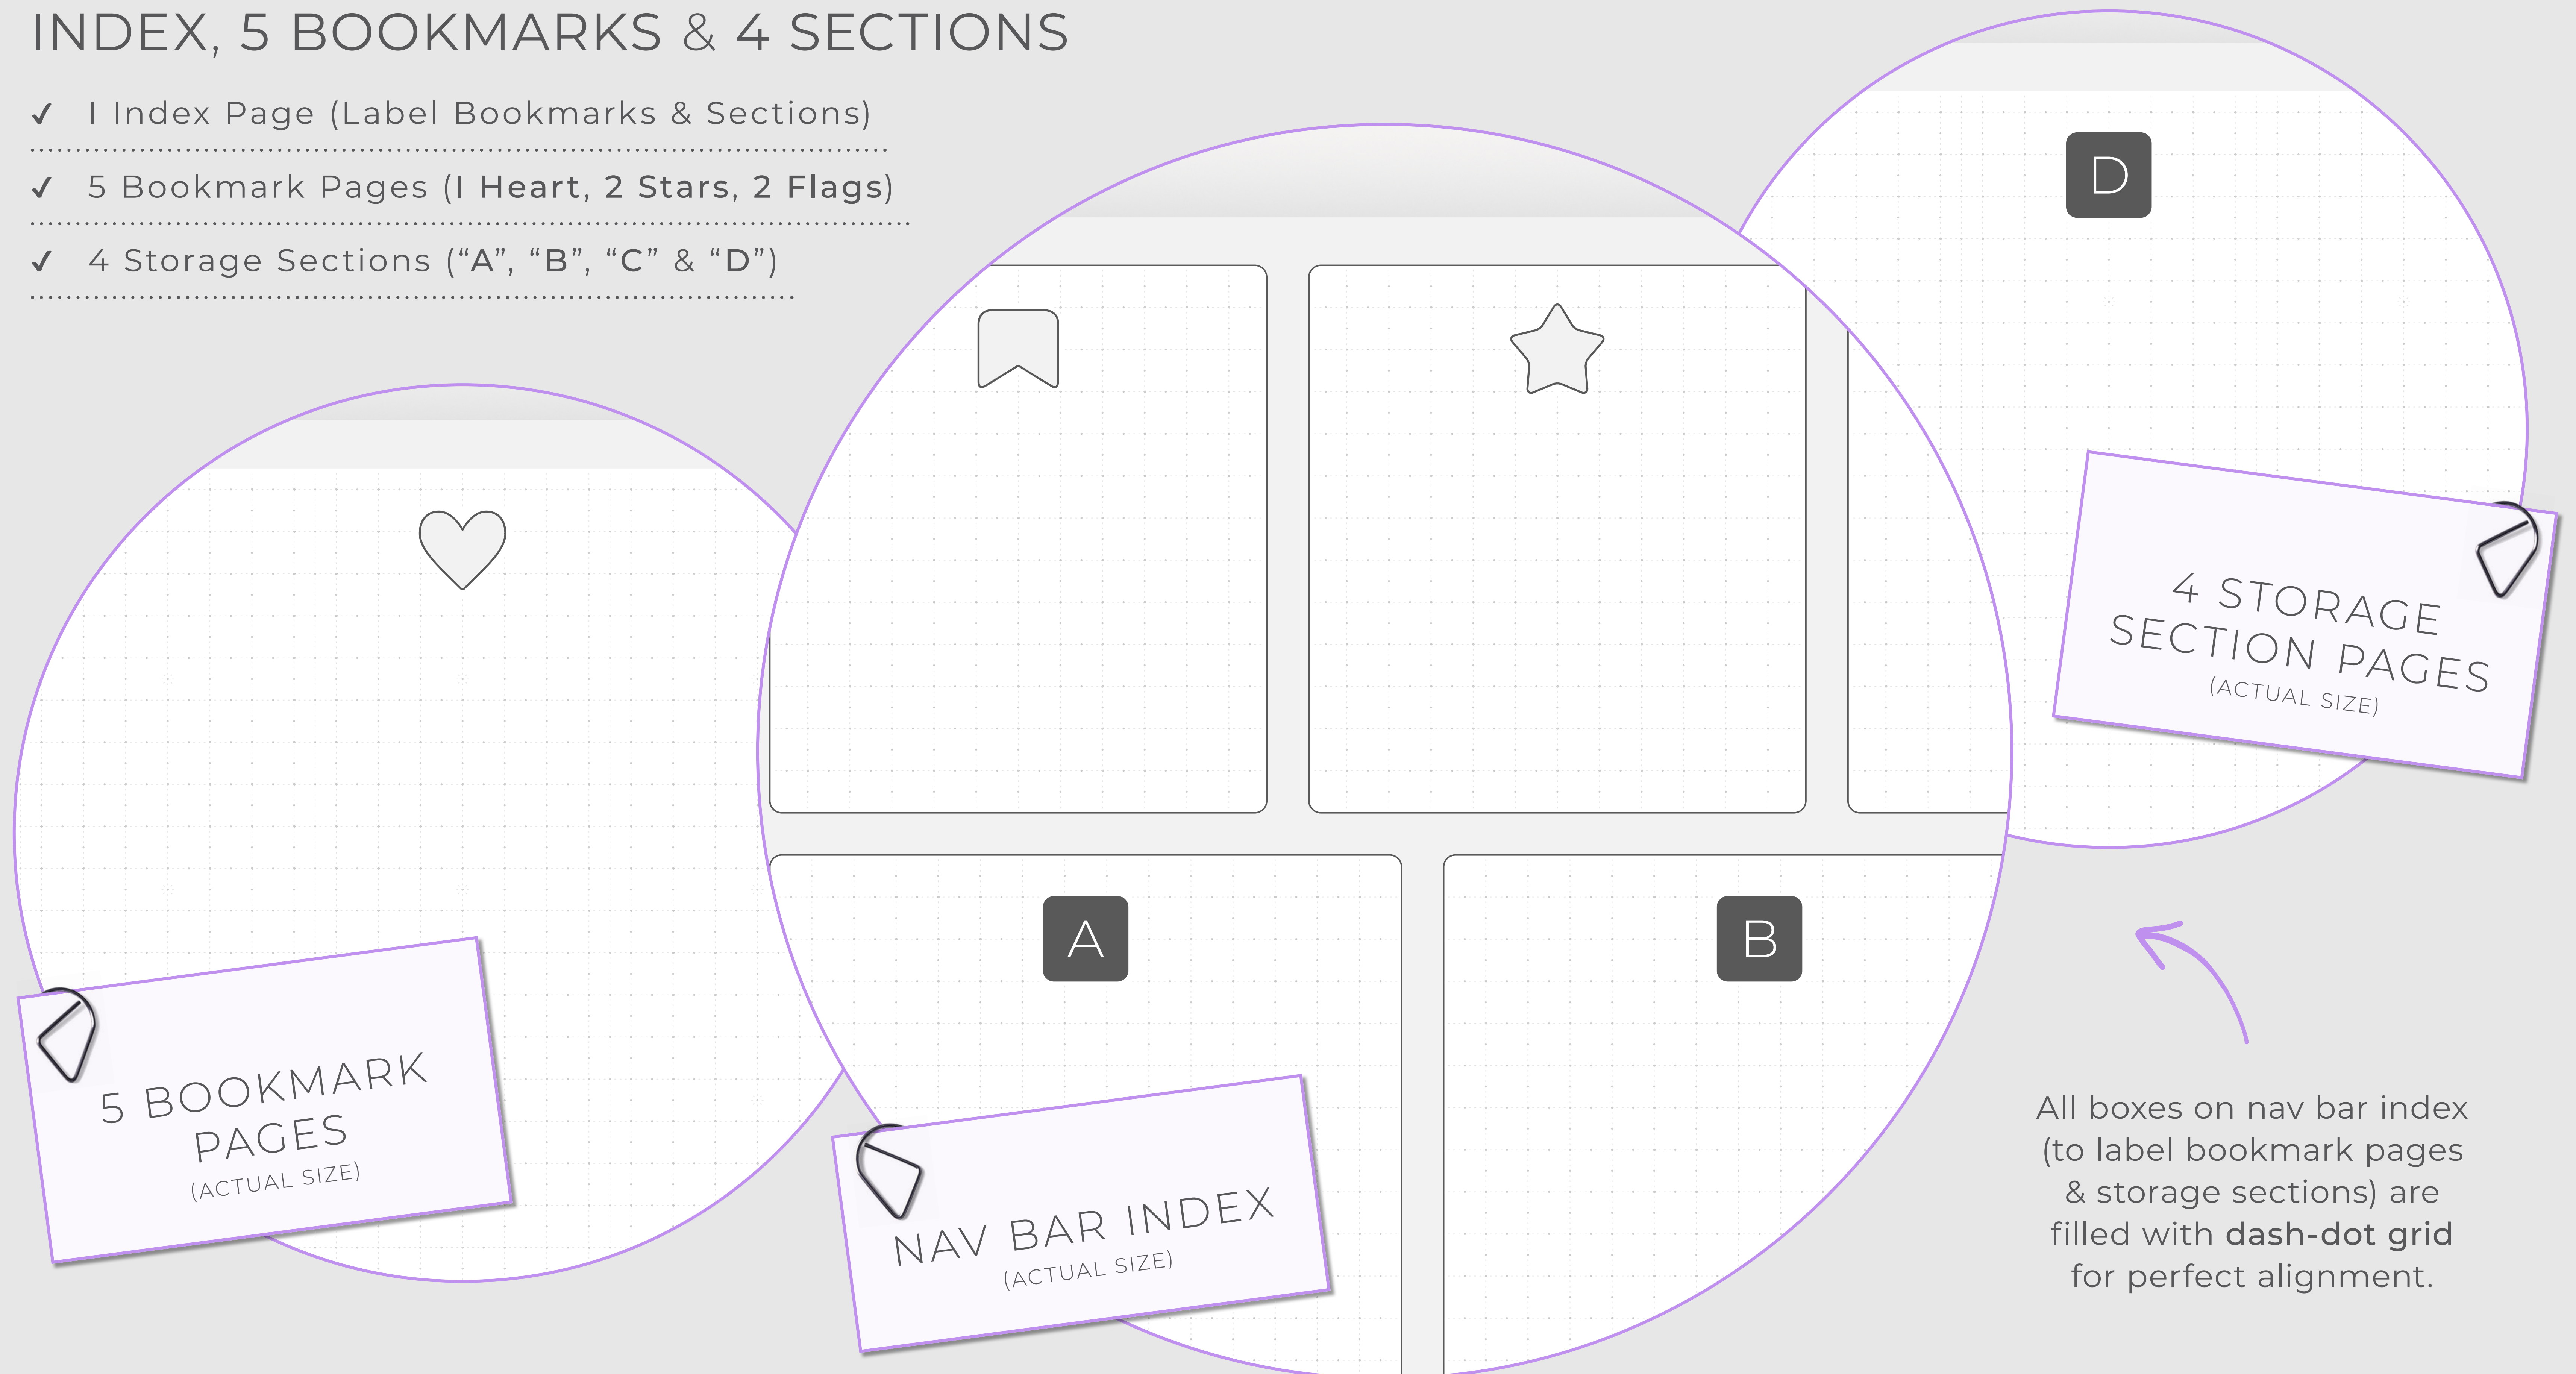 INDEX, 5 BOOKMARKS & 4 SECTIONS
✓ 1 Index Page (Label Bookmarks & Sections)
✓ 5 Bookmark Pages (1 Heart, 2 Stars, 2 Flags)
✓ 4 Storage Sections (“A”, “B”, “C” & “D”)
D
4 STORAGE
SECTION PAGES
(ACTUAL SIZE)
A
B
5 BOOKMARK
PAGES
(ACTUAL SIZE)
NAV BAR INDEX
(ACTUAL SIZE)
All boxes on nav bar index
(to label bookmark pages
& storage sections) are
filled with dash-dot grid
for perfect alignment.